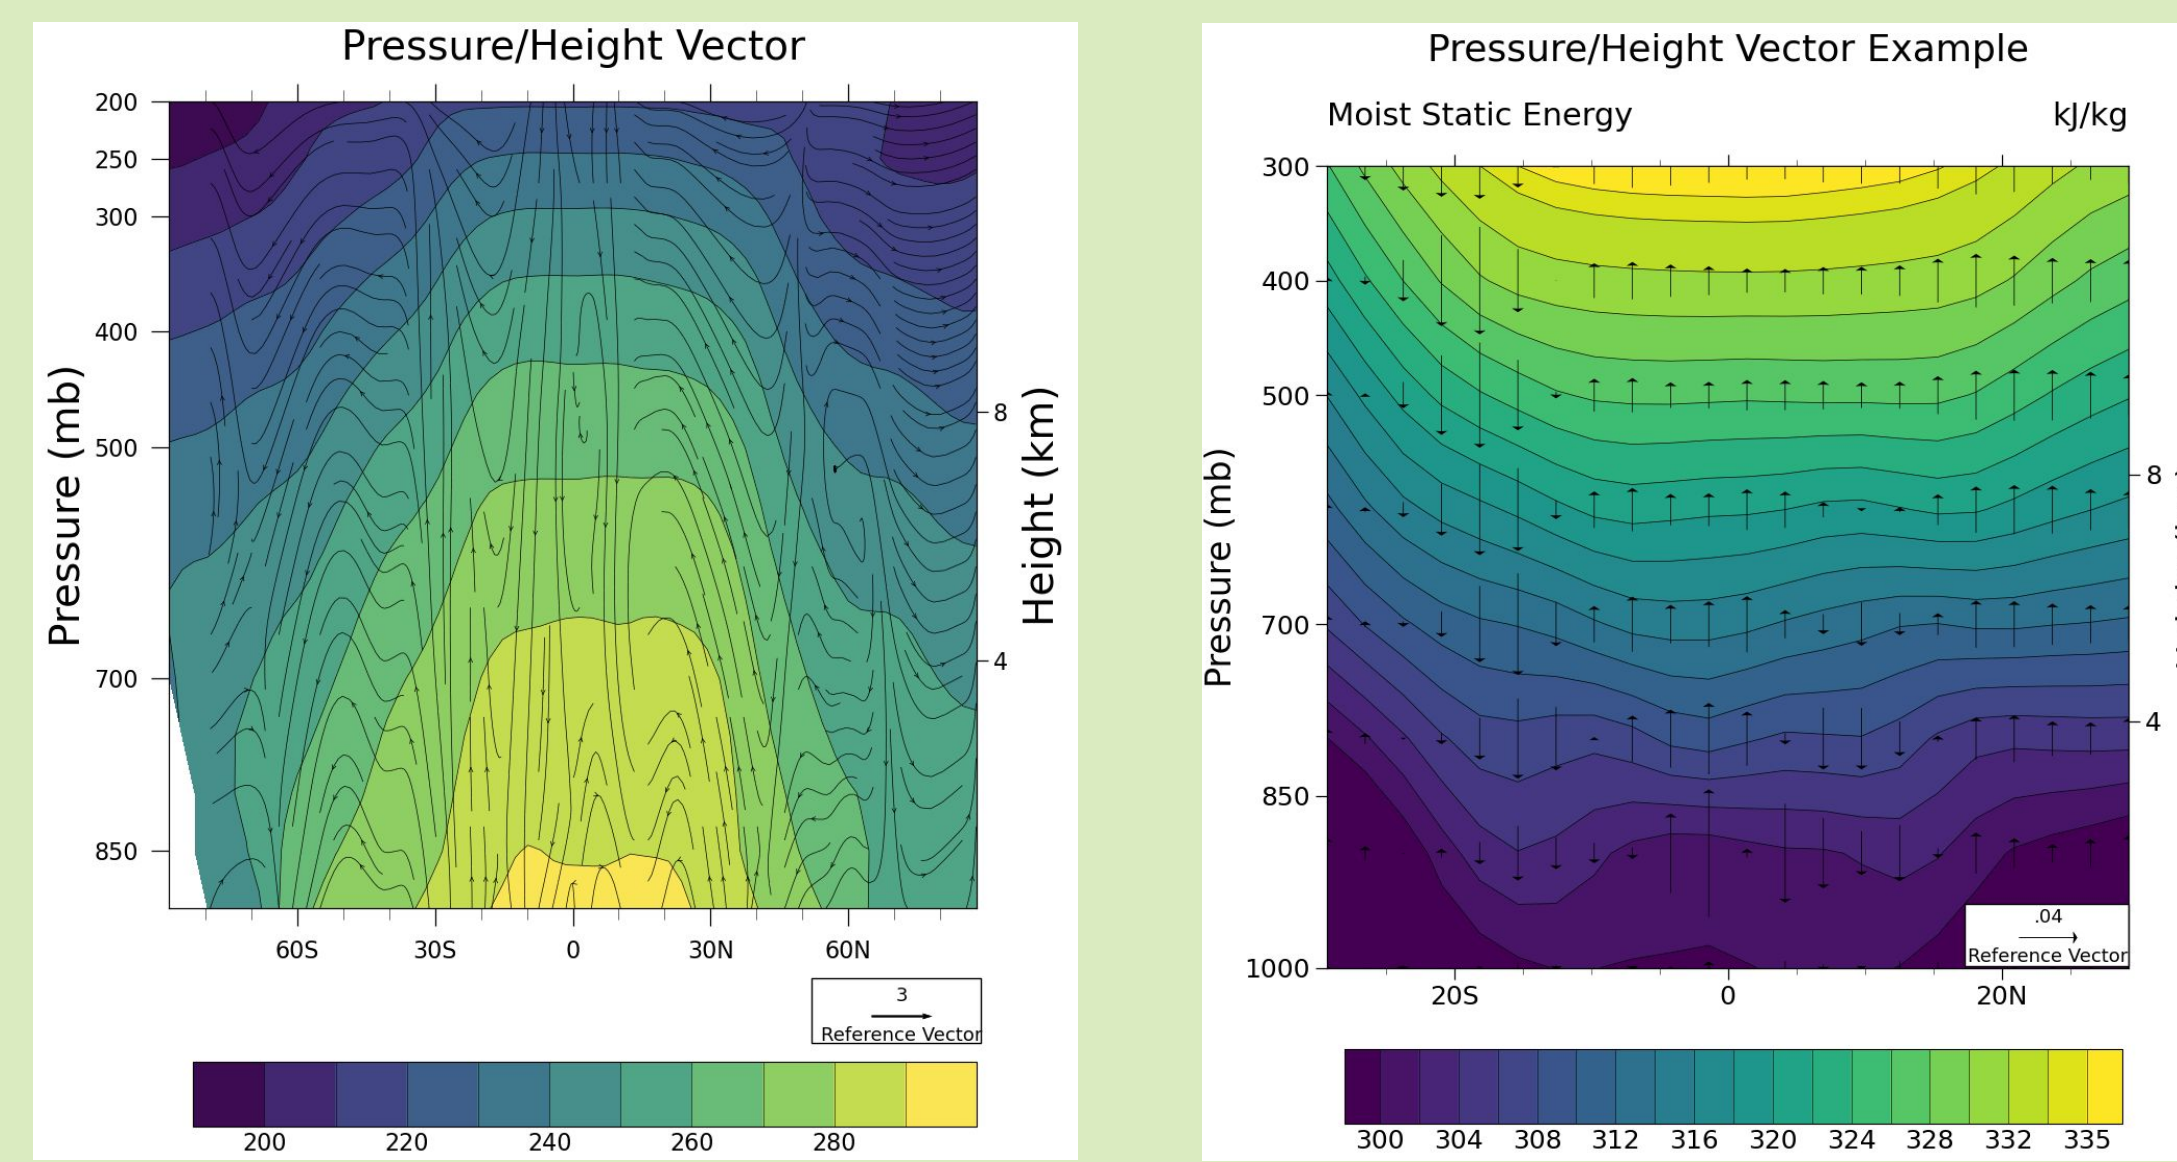 Pressure/Height Vector
200
250
300
400
500
700
850
Pressure (mb)
8
4
Height (km)
60S 30S 0 30N 60N
3
Reference Vector
200 220 240 260 280
Pressure/Height Vector Example
Moist Static Energy kJ/kg
300
400
500
700
850
1000
Pressure (mb)
8
4
.04
Reference Vector
20S 0 20N
300 304 308 312 316 320 324 328 332 335